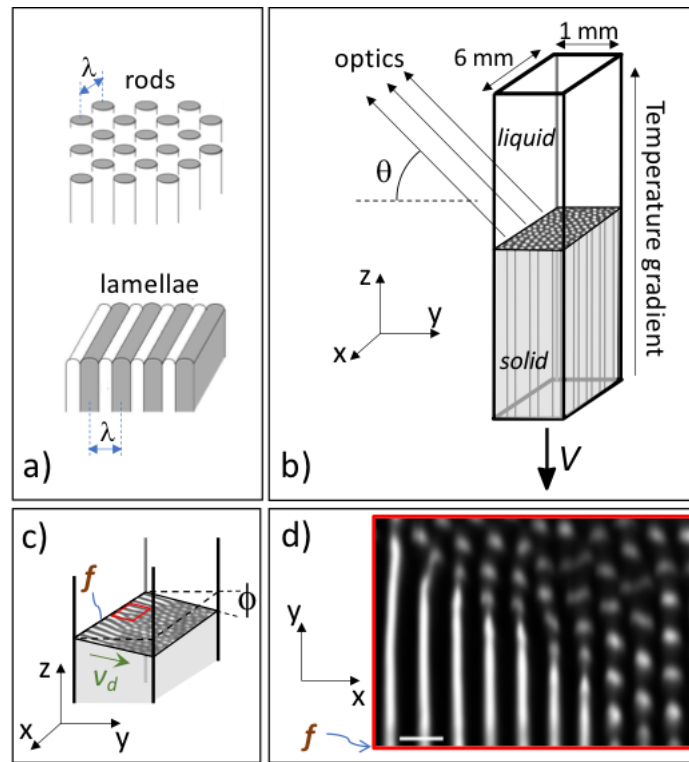 a)
λ
rods
lamellae
λ
b)
optics
6 mm
1 mm
liquid
θ
Temperature gradient
z
y
x
solid
V
c)
f
ϕ
v_d
z
x
y
d)
y
x
f